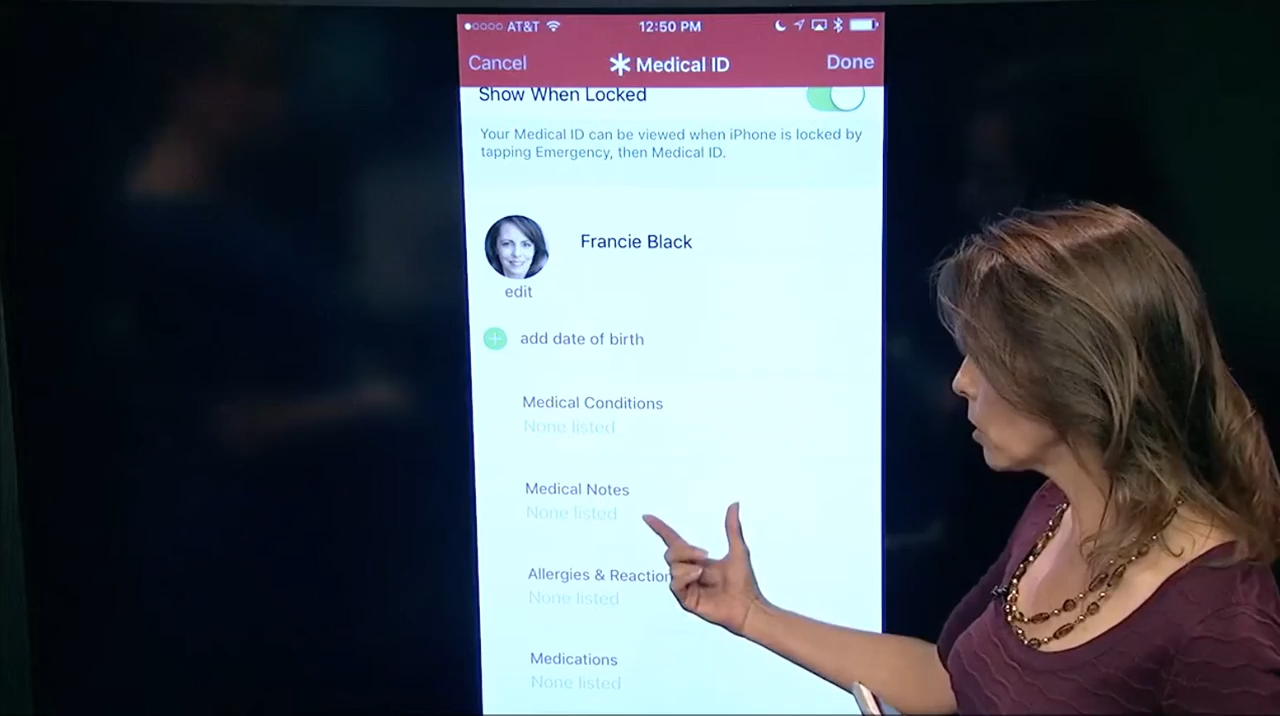 AT&T 12:50 PM
Cancel Medical ID Done
Show When Locked
Your Medical ID can be viewed when iPhone is locked by
tapping Emergency, then Medical ID.
Francie Black
edit
add date of birth
Medical Conditions
None listed
Medical Notes
None listed
Allergies & Reaction
None listed
Medications
None listed